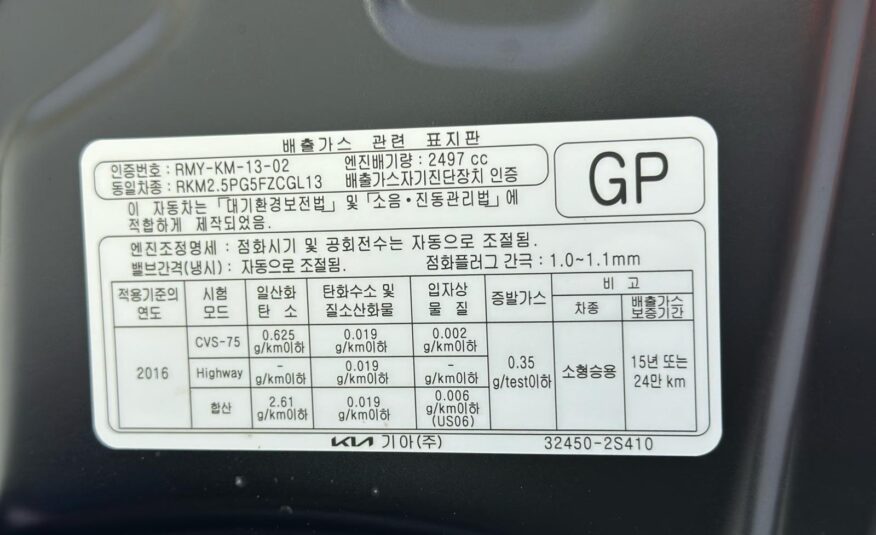 배출가스 관련 표지판
인증번호: RMY-KM-13-02 엔진배기량: 2497 cc
동일차종: RKM2.5PG5FZCGL13 배출가스자기진단장치 인증
GP
이 자동차는「대기환경보전법」 및「소음·진동관리법」에
적합하게 제작되었음.
엔진조정명세 : 점화시기 및 공회전수는 자동으로 조절됨.
밸브간격(냉시) : 자동으로 조절됨. 점화플러그 간극 : 1.0~1.1mm
적용기준의 연도 시험 모드 일산화 탄소 탄화수소 및 질소산화물 입자상 물질 증발가스 비고
차종 배출가스 보증기간
2016 CVS-75 0.625 g/km이하 0.019 g/km이하 0.002 g/km이하 0.35 g/test이하 소형승용 15년 또는 24만 km
Highway - g/km이하 0.019 g/km이하 - g/km이하
합산 2.61 g/km이하 0.019 g/km이하 0.006 g/km이하 (US06)
KIA 기아(주) 32450-2S410